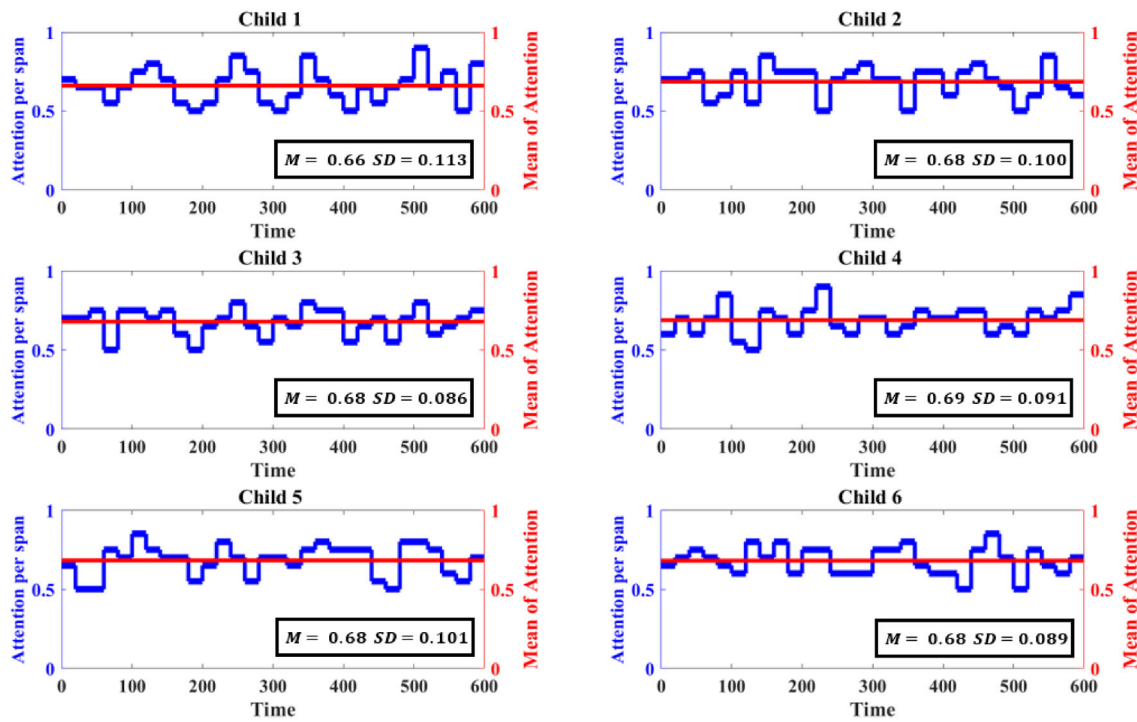 Child 1
Attention per span
1
0.5
0
Mean of Attention
1
0.5
0
M = 0.66 SD = 0.113
0 100 200 300 400 500 600
Time
Child 2
Attention per span
1
0.5
0
Mean of Attention
1
0.5
0
M = 0.68 SD = 0.100
0 100 200 300 400 500 600
Time
Child 3
Attention per span
1
0.5
0
Mean of Attention
1
0.5
0
M = 0.68 SD = 0.086
0 100 200 300 400 500 600
Time
Child 4
Attention per span
1
0.5
0
Mean of Attention
1
0.5
0
M = 0.69 SD = 0.091
0 100 200 300 400 500 600
Time
Child 5
Attention per span
1
0.5
0
Mean of Attention
1
0.5
0
M = 0.68 SD = 0.101
0 100 200 300 400 500 600
Time
Child 6
Attention per span
1
0.5
0
Mean of Attention
1
0.5
0
M = 0.68 SD = 0.089
0 100 200 300 400 500 600
Time